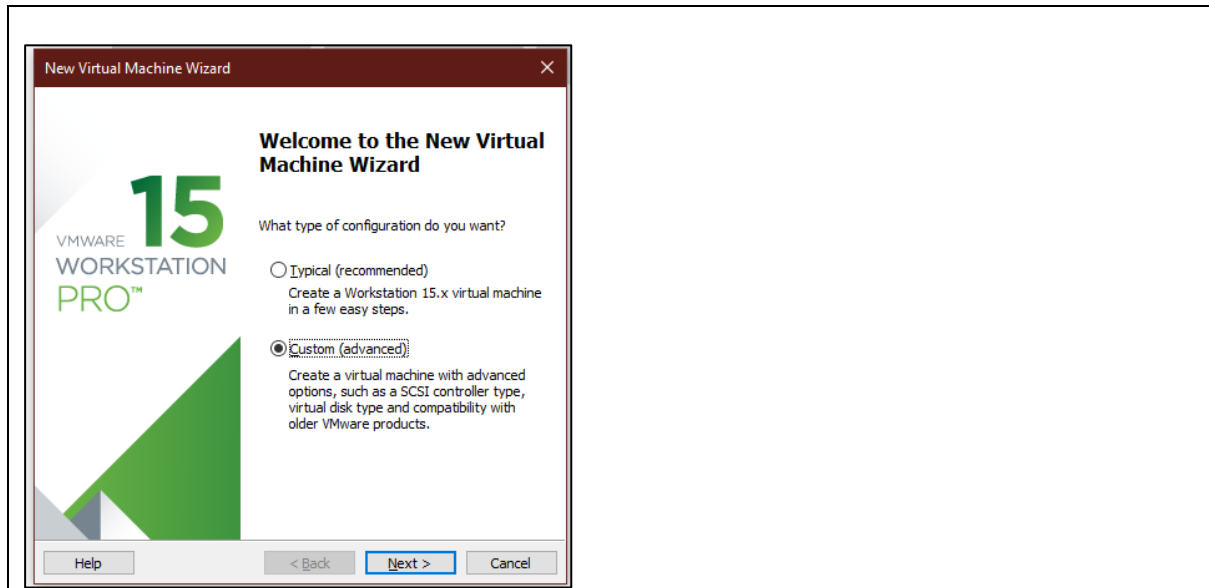 New Virtual Machine Wizard
Welcome to the New Virtual
Machine Wizard
15
VMWARE
WORKSTATION
PRO™
What type of configuration do you want?
Typical (recommended)
Create a Workstation 15.x virtual machine
in a few easy steps.
Custom (advanced)
Create a virtual machine with advanced
options, such as a SCSI controller type,
virtual disk type and compatibility with
older VMware products.
Help
< Back
Next >
Cancel